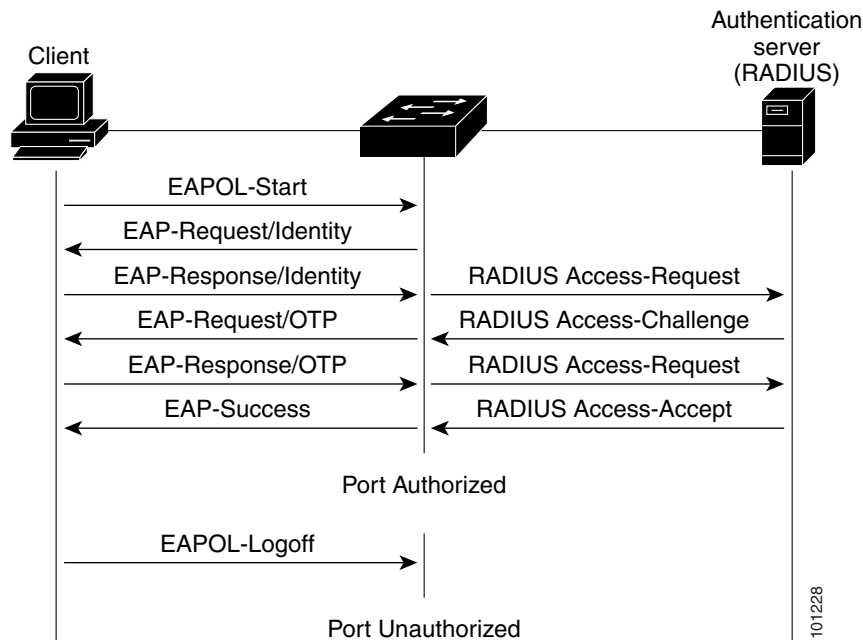 Client
Authentication
server
(RADIUS)
EAPOL-Start
EAP-Request/Identity
EAP-Response/Identity
RADIUS Access-Request
EAP-Request/OTP
RADIUS Access-Challenge
EAP-Response/OTP
RADIUS Access-Request
EAP-Success
RADIUS Access-Accept
Port Authorized
EAPOL-Logoff
Port Unauthorized
101228